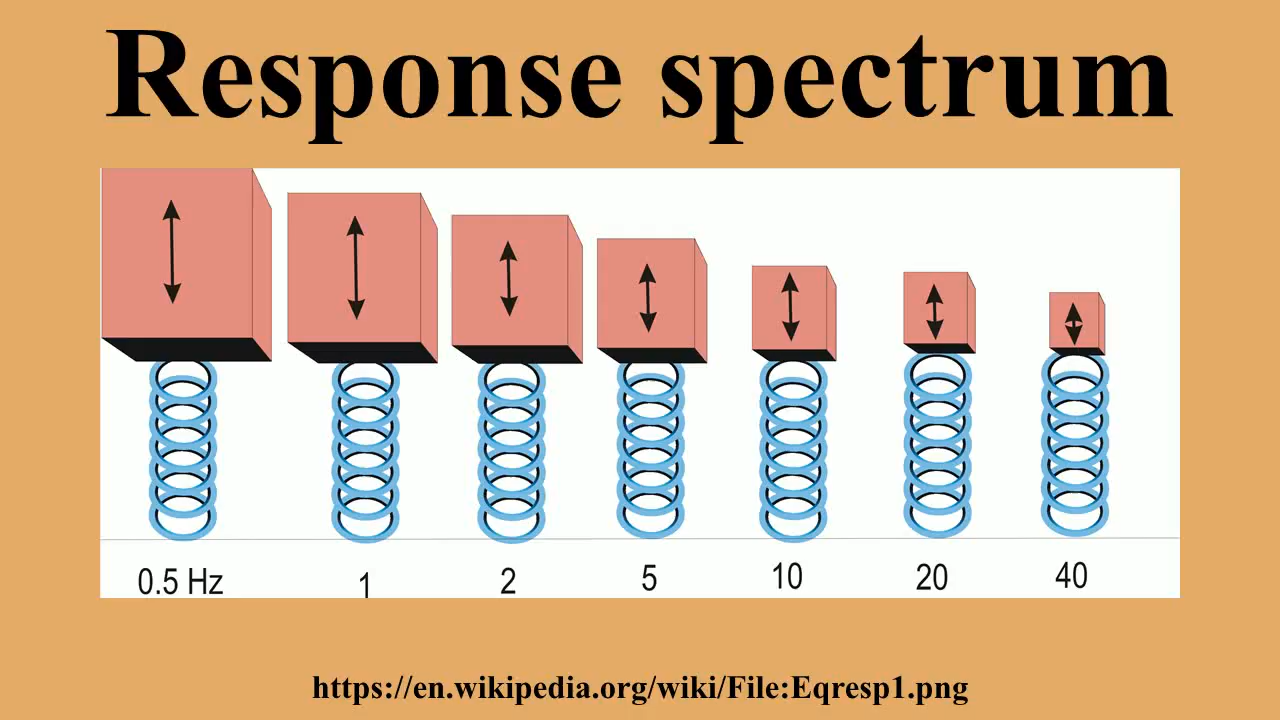 Response spectrum
0.5 Hz 1 2 5 10 20 40
https://en.wikipedia.org/wiki/File:Eqresp1.png